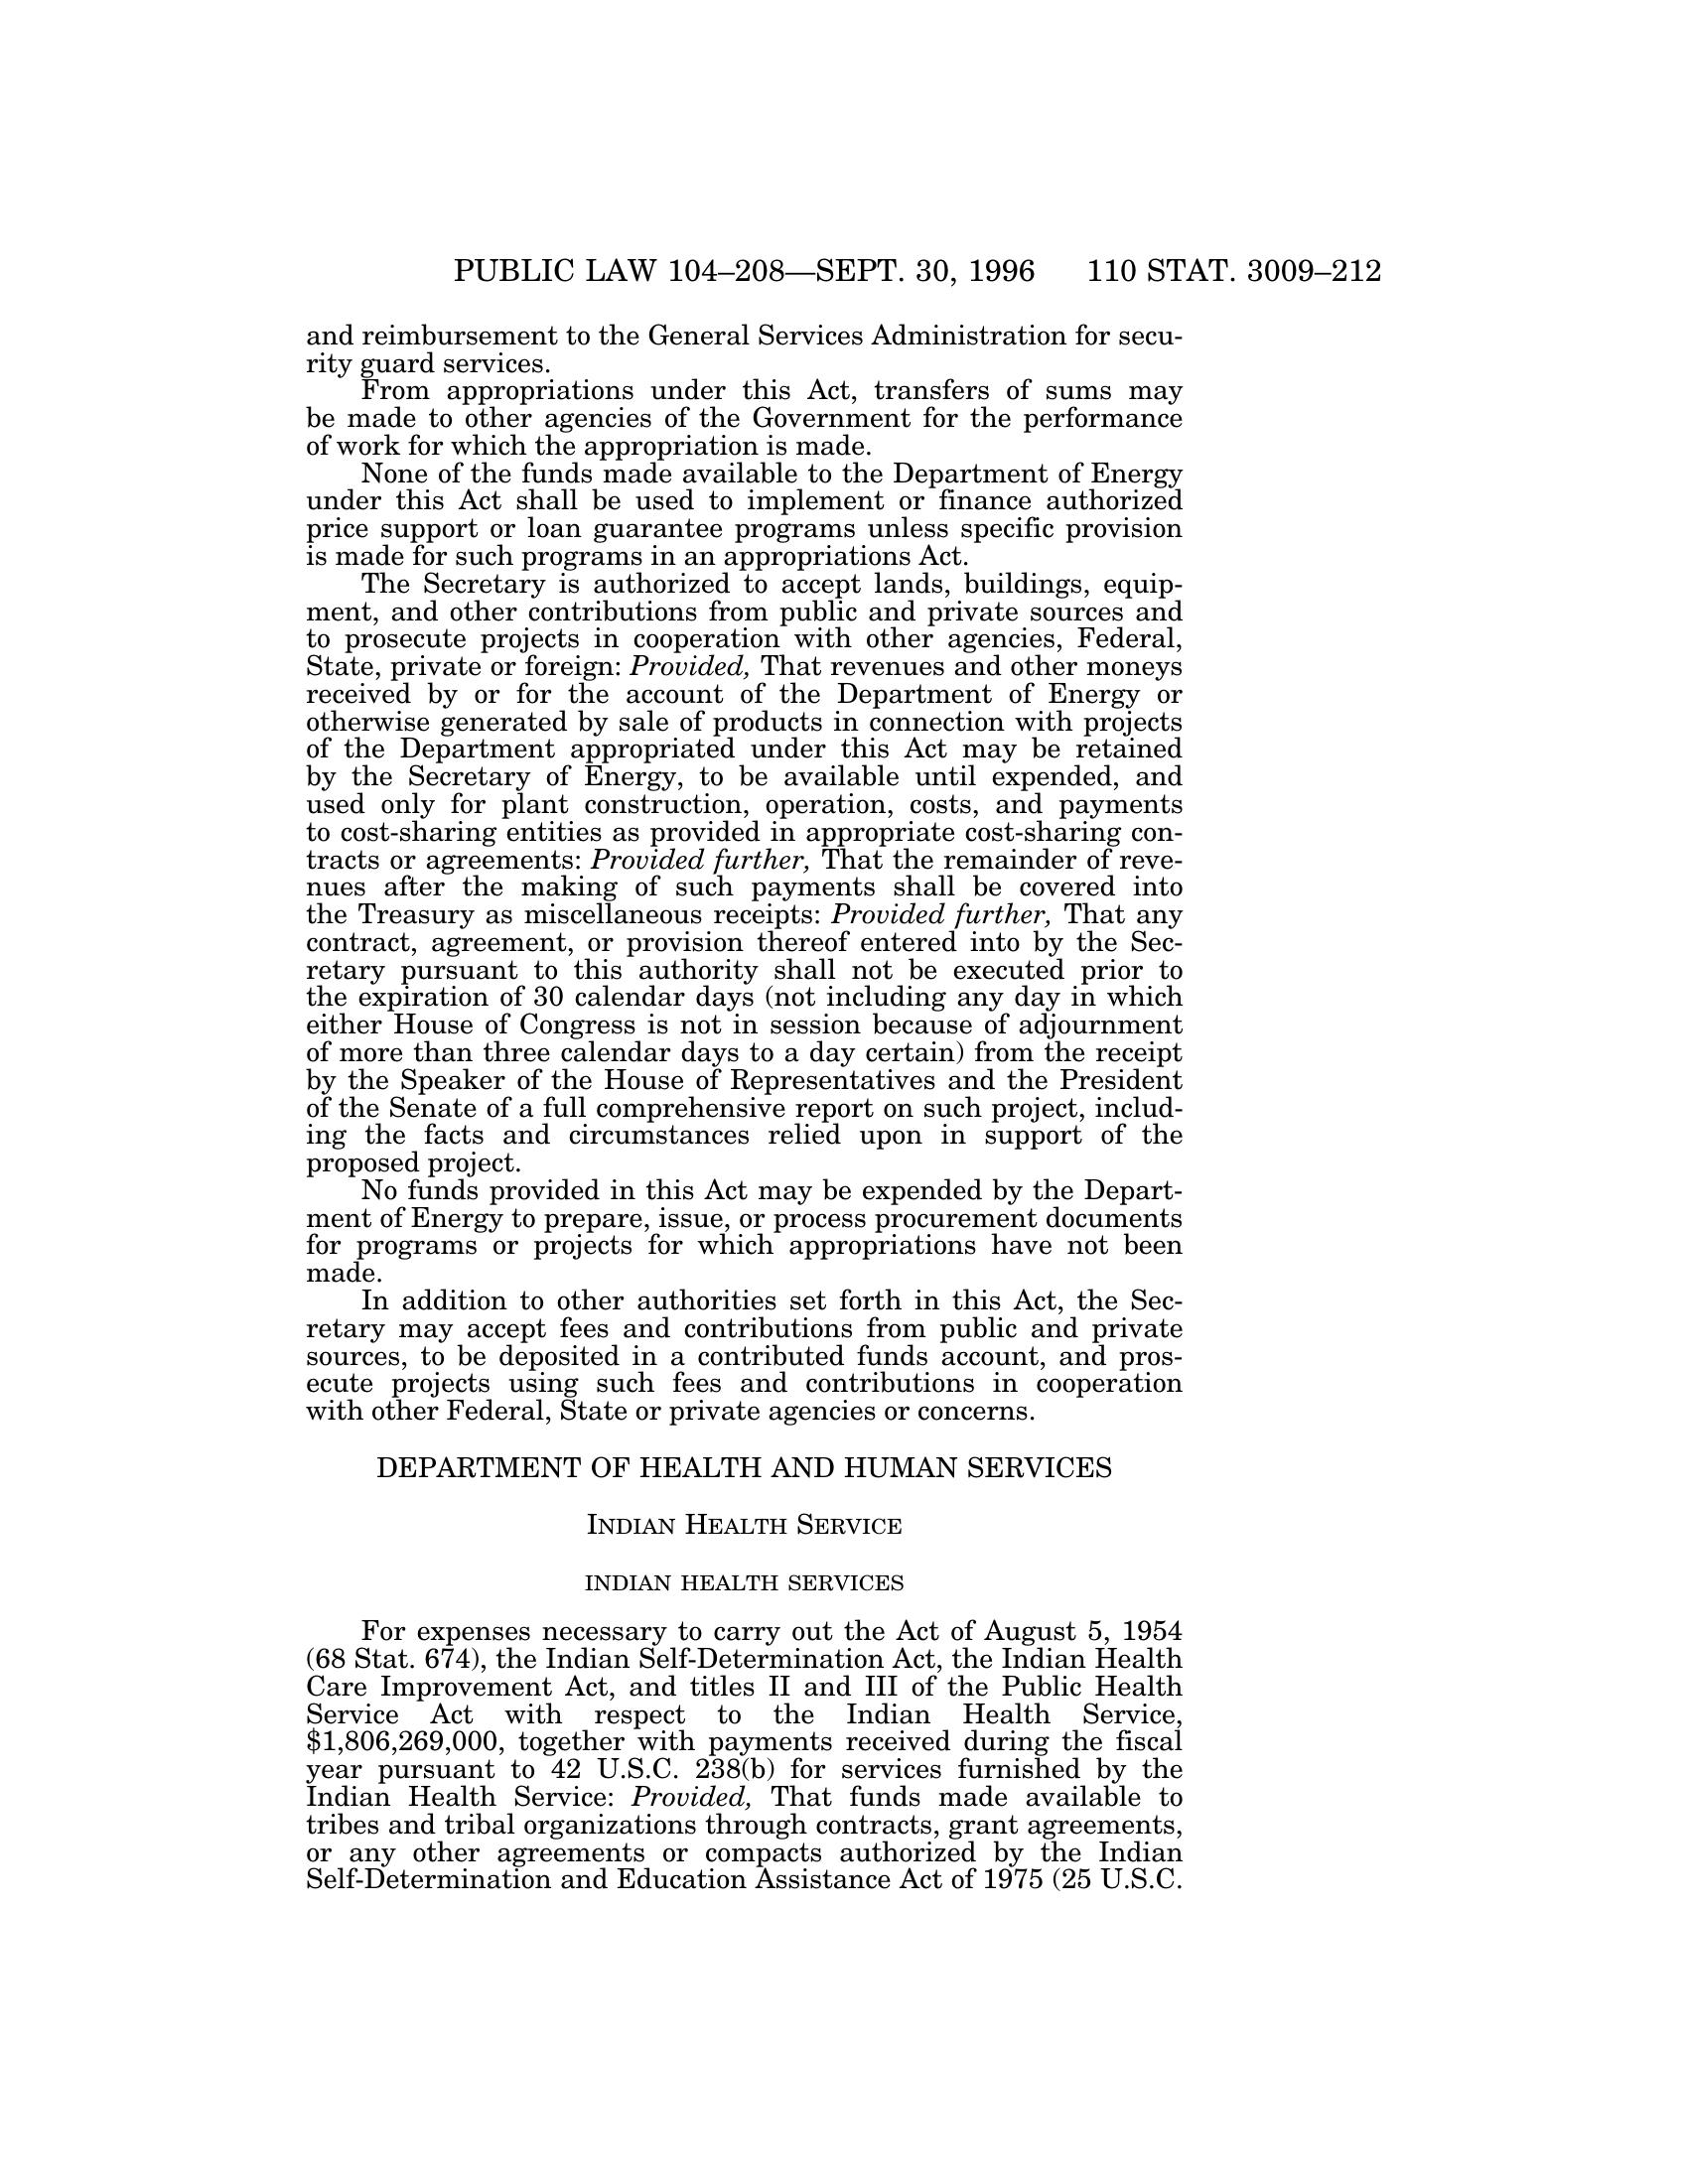 PUBLIC LAW 104–208—SEPT. 30, 1996 110 STAT. 3009–212
and reimbursement to the General Services Administration for secu-
rity guard services.
From appropriations under this Act, transfers of sums may
be made to other agencies of the Government for the performance
of work for which the appropriation is made.
None of the funds made available to the Department of Energy
under this Act shall be used to implement or finance authorized
price support or loan guarantee programs unless specific provision
is made for such programs in an appropriations Act.
The Secretary is authorized to accept lands, buildings, equip-
ment, and other contributions from public and private sources and
to prosecute projects in cooperation with other agencies, Federal,
State, private or foreign: Provided, That revenues and other moneys
received by or for the account of the Department of Energy or
otherwise generated by sale of products in connection with projects
of the Department appropriated under this Act may be retained
by the Secretary of Energy, to be available until expended, and
used only for plant construction, operation, costs, and payments
to cost-sharing entities as provided in appropriate cost-sharing con-
tracts or agreements: Provided further, That the remainder of reve-
nues after the making of such payments shall be covered into
the Treasury as miscellaneous receipts: Provided further, That any
contract, agreement, or provision thereof entered into by the Sec-
retary pursuant to this authority shall not be executed prior to
the expiration of 30 calendar days (not including any day in which
either House of Congress is not in session because of adjournment
of more than three calendar days to a day certain) from the receipt
by the Speaker of the House of Representatives and the President
of the Senate of a full comprehensive report on such project, includ-
ing the facts and circumstances relied upon in support of the
proposed project.
No funds provided in this Act may be expended by the Depart-
ment of Energy to prepare, issue, or process procurement documents
for programs or projects for which appropriations have not been
made.
In addition to other authorities set forth in this Act, the Sec-
retary may accept fees and contributions from public and private
sources, to be deposited in a contributed funds account, and pros-
ecute projects using such fees and contributions in cooperation
with other Federal, State or private agencies or concerns.
DEPARTMENT OF HEALTH AND HUMAN SERVICES
INDIAN HEALTH SERVICE
INDIAN HEALTH SERVICES
For expenses necessary to carry out the Act of August 5, 1954
(68 Stat. 674), the Indian Self-Determination Act, the Indian Health
Care Improvement Act, and titles II and III of the Public Health
Service Act with respect to the Indian Health Service,
$1,806,269,000, together with payments received during the fiscal
year pursuant to 42 U.S.C. 238(b) for services furnished by the
Indian Health Service: Provided, That funds made available to
tribes and tribal organizations through contracts, grant agreements,
or any other agreements or compacts authorized by the Indian
Self-Determination and Education Assistance Act of 1975 (25 U.S.C.